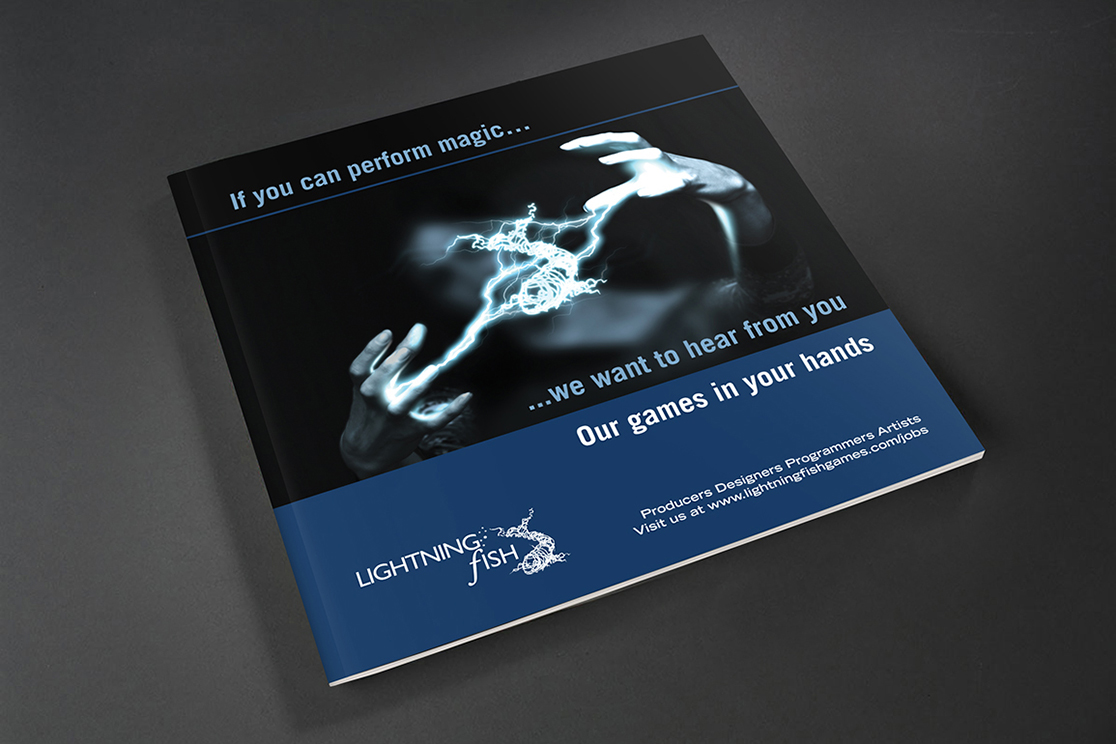 If you can perform magic...
...we want to hear from you
Our games in your hands
Producers Designers Programmers Artists
Visit us at www.lightningfishgames.com/jobs
LIGHTNING
fISH